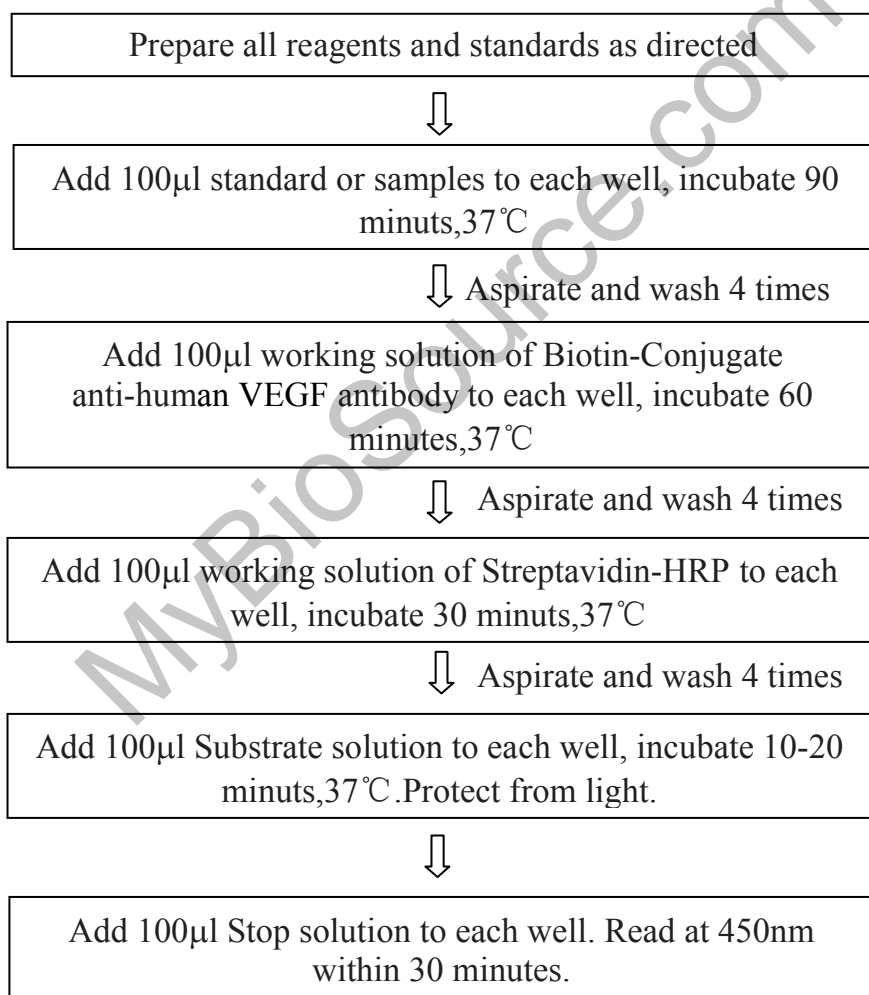 Prepare all reagents and standards as directed
Add 100μl standard or samples to each well, incubate 90
minuts,37℃
Aspirate and wash 4 times
Add 100μl working solution of Biotin-Conjugate
anti-human VEGF antibody to each well, incubate 60
minutes,37℃
Aspirate and wash 4 times
Add 100μl working solution of Streptavidin-HRP to each
well, incubate 30 minuts,37℃
Aspirate and wash 4 times
Add 100μl Substrate solution to each well, incubate 10-20
minuts,37℃.Protect from light.
Add 100μl Stop solution to each well. Read at 450nm
within 30 minutes.
MyBioSource.com